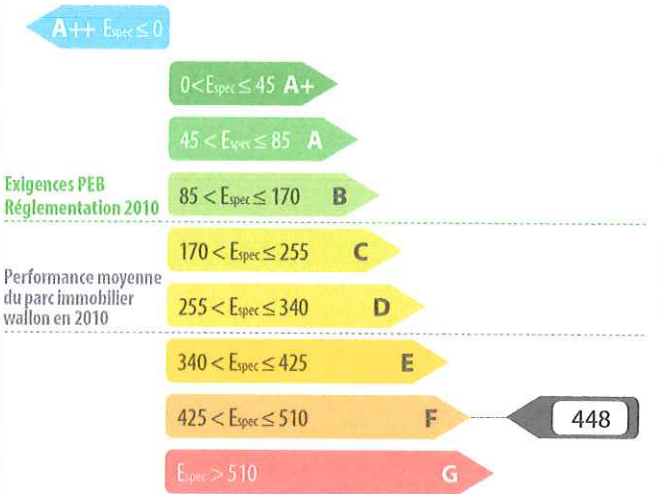 A++ Espec ≤ 0
0 < Espec ≤ 45 A+
45 < Espec ≤ 85 A
Exigences PEB
Réglementation 2010
85 < Espec ≤ 170 B
170 < Espec ≤ 255 C
Performance moyenne
du parc immobilier
wallon en 2010
255 < Espec ≤ 340 D
340 < Espec ≤ 425 E
425 < Espec ≤ 510 F
448
Espec > 510 G